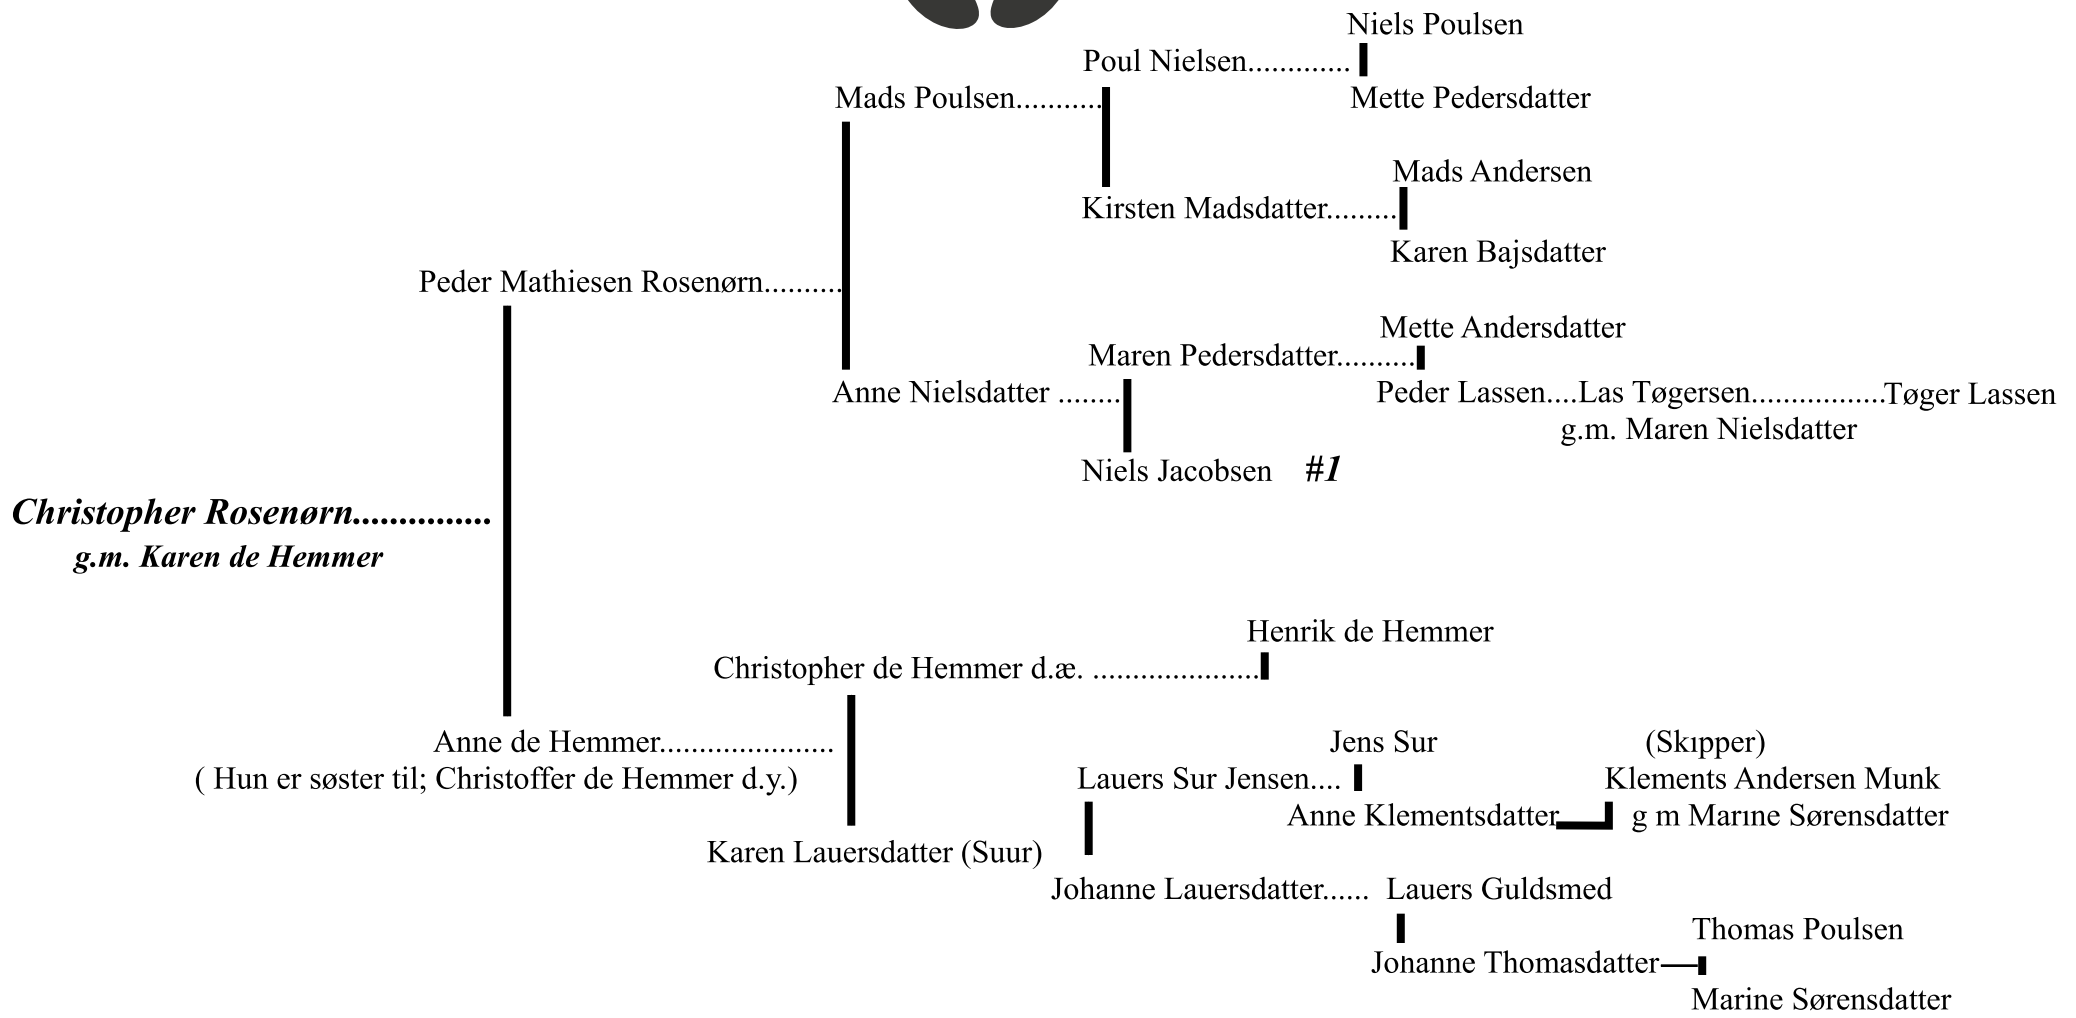 Niels Poulsen
Poul Nielsen.............
Mads Poulsen...........
Mette Pedersdatter
Mads Andersen
Kirsten Madsdatter.........
Karen Bajsdatter
Peder Mathiesen Rosenørn..........
Mette Andersdatter
Maren Pedersdatter..........
Anne Nielsdatter ........
Peder Lassen....Las Tøgersen.................Tøger Lassen
g.m. Maren Nielsdatter
Niels Jacobsen #1
Christopher Rosenørn...............
g.m. Karen de Hemmer
Henrik de Hemmer
Christopher de Hemmer d.æ. .....................
Anne de Hemmer......................
Jens Sur
(Skıpper)
( Hun er søster til; Christoffer de Hemmer d.y.)
Lauers Sur Jensen....
Klements Andersen Munk
Anne Klementsdatter
g m Marıne Sørensdatter
Karen Lauersdatter (Suur)
Johanne Lauersdatter...... Lauers Guldsmed
Thomas Poulsen
Johanne Thomasdatter
Marine Sørensdatter